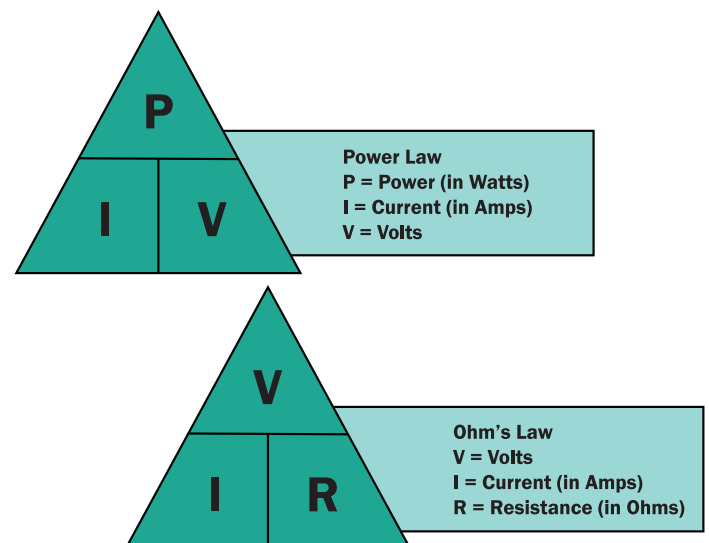 P
I V
Power Law
P = Power (in Watts)
I = Current (in Amps)
V = Volts
V
I R
Ohm's Law
V = Volts
I = Current (in Amps)
R = Resistance (in Ohms)